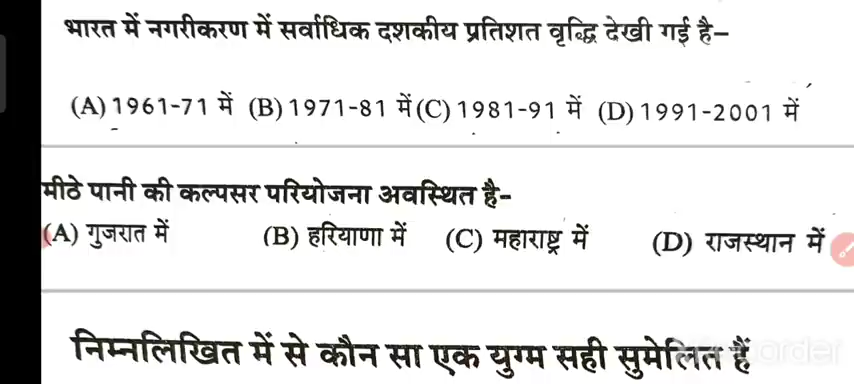 भारत में नगरीकरण में सर्वाधिक दशकीय प्रतिशत वृद्धि देखी गई है–
(A) 1961-71 में (B) 1971-81 में (C) 1981-91 में (D) 1991-2001 में
मीठे पानी की कल्पसर परियोजना अवस्थित है-
(A) गुजरात में (B) हरियाणा में (C) महाराष्ट्र में (D) राजस्थान में
निम्नलिखित में से कौन सा एक युग्म सही सुमेलित हैं